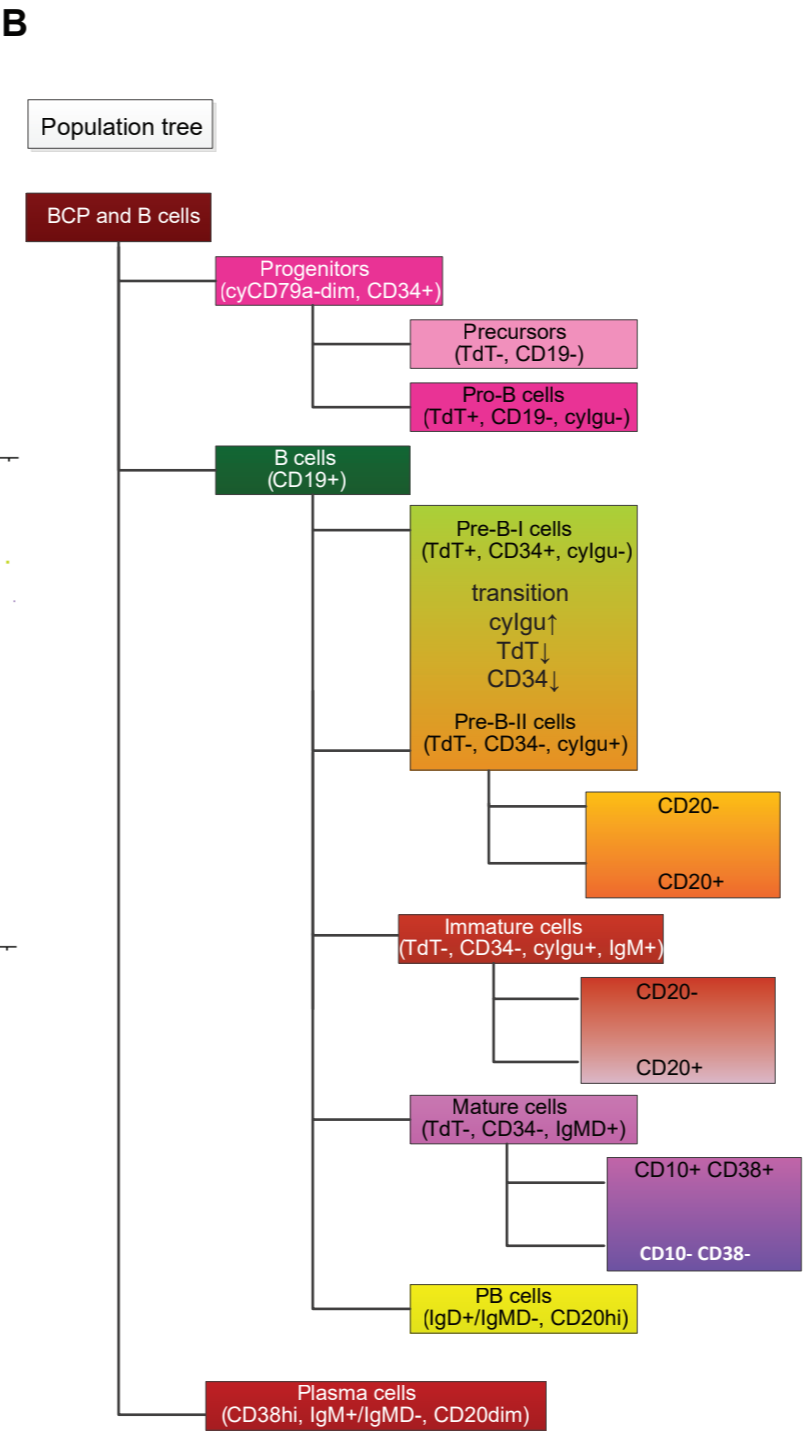 B
Population tree
BCP and B cells
Progenitors
(cyCD79a-dim, CD34+)
Precursors
(TdT-, CD19-)
Pro-B cells
(TdT+, CD19-, cyIgu-)
B cells
(CD19+)
Pre-B-I cells
(TdT+, CD34+, cyIgu-)
transition
cyIgu↑
TdT↓
CD34↓
Pre-B-II cells
(TdT-, CD34-, cyIgu+)
CD20-
CD20+
Immature cells
(TdT-, CD34-, cyIgu+, IgM+)
CD20-
CD20+
Mature cells
(TdT-, CD34-, IgMD+)
CD10+ CD38+
CD10- CD38-
PB cells
(IgD+/IgMD-, CD20hi)
Plasma cells
(CD38hi, IgM+/IgMD-, CD20dim)